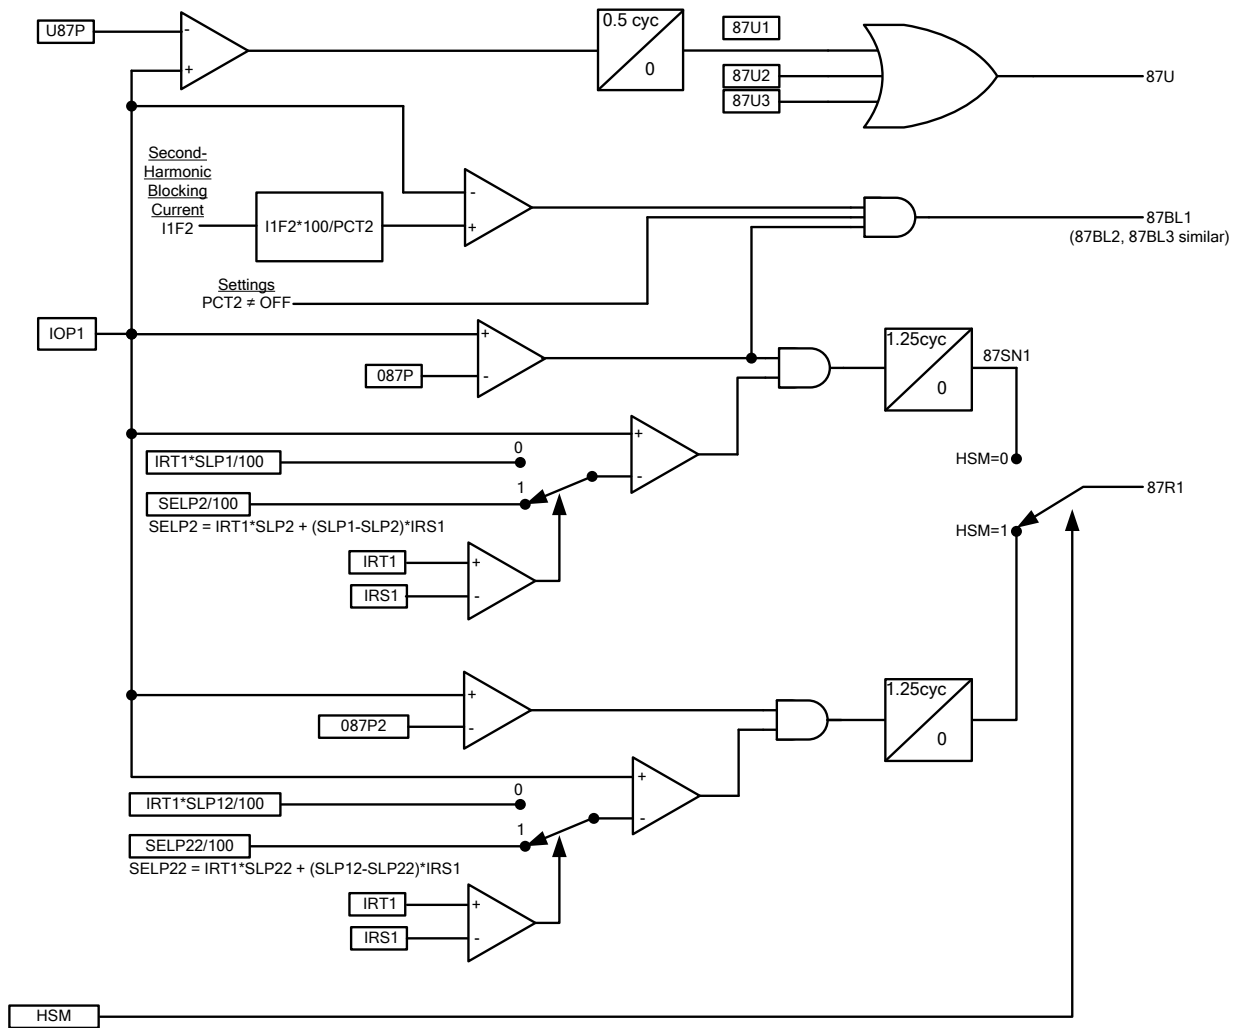 0.5 cyc
87U1
U87P
-
0
+
87U2
87U
87U3
Second-
Harmonic
Blocking
Current
I1F2
I1F2*100/PCT2
-
+
87BL1
(87BL2, 87BL3 similar)
Settings
PCT2 ≠ OFF
IOP1
+
-
087P
1.25cyc
0
87SN1
+
-
0
IRT1*SLP1/100
HSM=0
1
SELP2/100
SELP2 = IRT1*SLP2 + (SLP1-SLP2)*IRS1
87R1
HSM=1
IRT1
+
IRS1
-
+
-
087P2
1.25cyc
0
+
-
0
IRT1*SLP12/100
1
SELP22/100
SELP22 = IRT1*SLP22 + (SLP12-SLP22)*IRS1
IRT1
+
IRS1
-
HSM